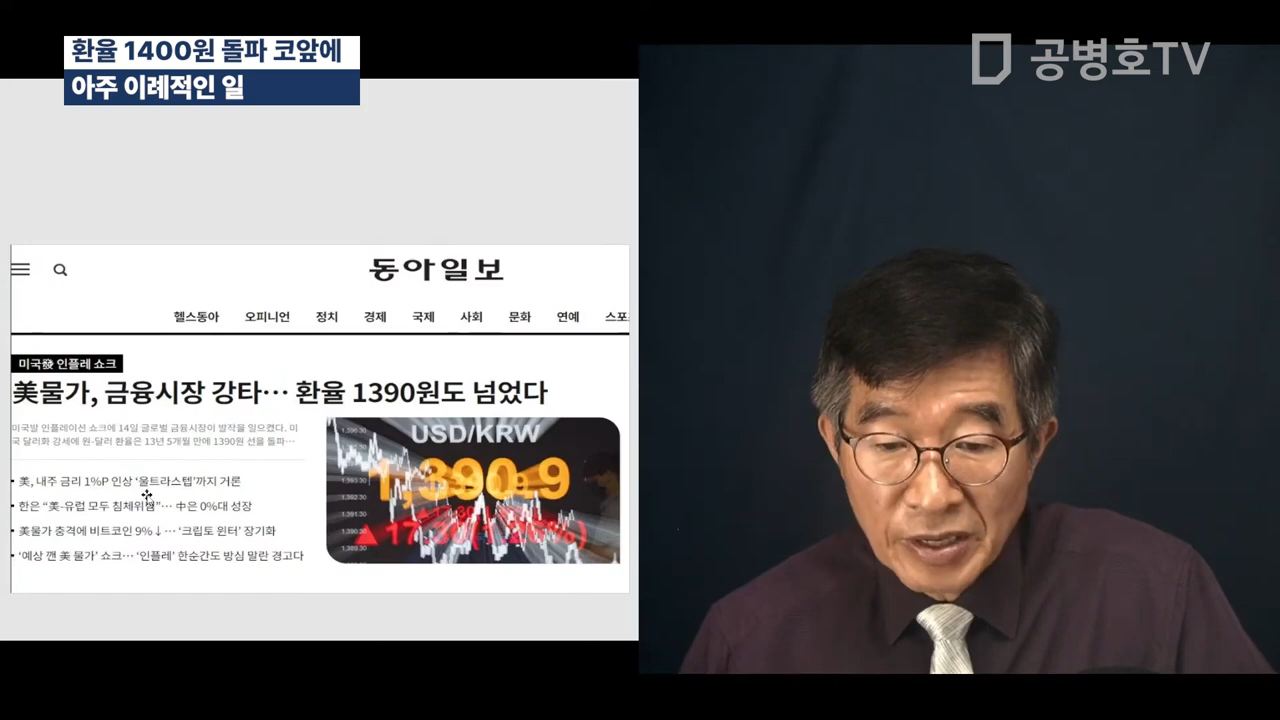 환율 1400원 돌파 코앞에
아주 이례적인 일
공병호TV
동아일보
헬스동아 오피니언 정치 경제 국제 사회 문화 연예 스포
미국發 인플레 쇼크
美물가, 금융시장 강타… 환율 1390원도 넘었다
미국발 인플레이션 쇼크에 14일 글로벌 금융시장이 발작을 일으켰다. 미
국 달러화 강세에 원-달러 환율은 13년 5개월 만에 1390원 선을 돌파…
• 美, 내주 금리 1%P 인상 ‘울트라스텝’까지 거론
• 한은 “美-유럽 모두 침체위험”… 中은 0%대 성장
• 美물가 충격에 비트코인 9%↓…‘크립토 윈터’ 장기화
• ‘예상 깬 美 물가’ 쇼크… ‘인플레’ 한순간도 방심 말란 경고다
USD/KRW
1,390.9